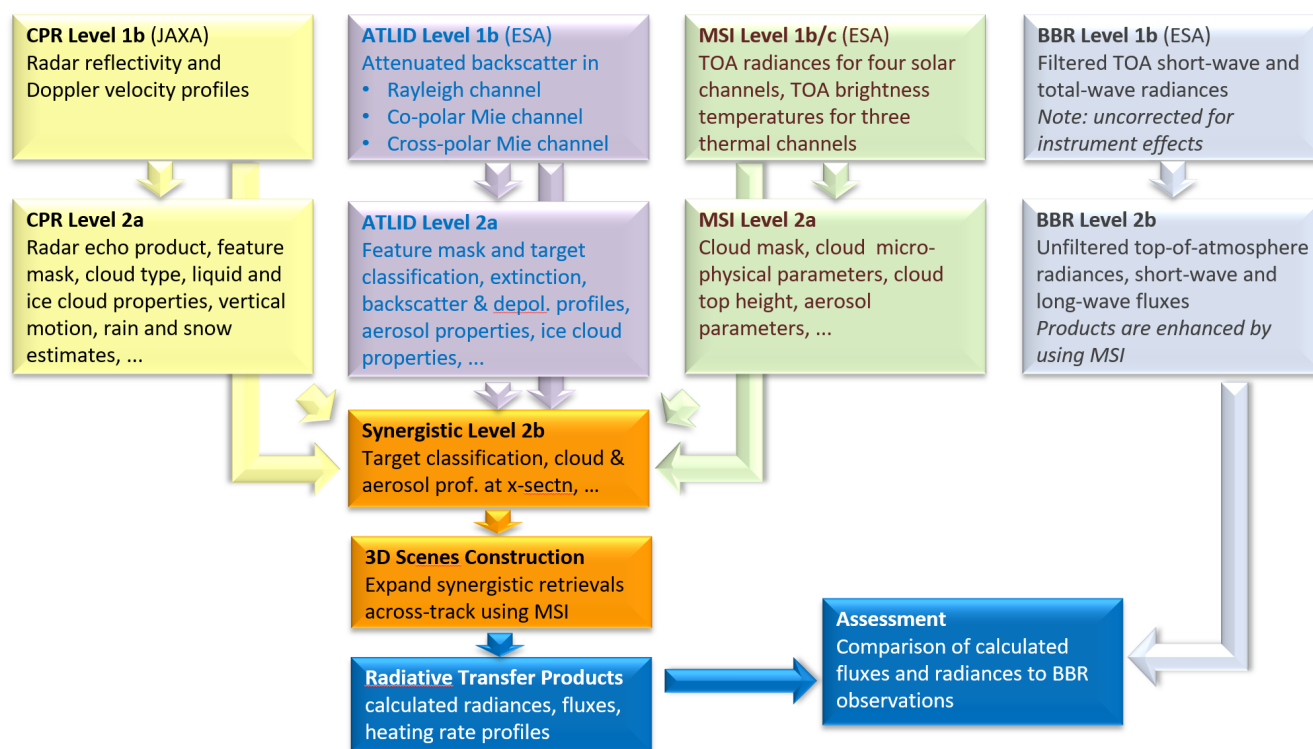 CPR Level 1b (JAXA)
Radar reflectivity and
Doppler velocity profiles
ATLID Level 1b (ESA)
Attenuated backscatter in
• Rayleigh channel
• Co-polar Mie channel
• Cross-polar Mie channel
MSI Level 1b/c (ESA)
TOA radiances for four solar
channels, TOA brightness
temperatures for three
thermal channels
BBR Level 1b (ESA)
Filtered TOA short-wave and
total-wave radiances
Note: uncorrected for
instrument effects
CPR Level 2a
Radar echo product, feature
mask, cloud type, liquid and
ice cloud properties, vertical
motion, rain and snow
estimates, ...
ATLID Level 2a
Feature mask and target
classification, extinction,
backscatter & depol. profiles,
aerosol properties, ice cloud
properties, ...
MSI Level 2a
Cloud mask, cloud micro-
physical parameters, cloud
top height, aerosol
parameters, ...
BBR Level 2b
Unfiltered top-of-atmosphere
radiances, short-wave and
long-wave fluxes
Products are enhanced by
using MSI
Synergistic Level 2b
Target classification, cloud &
aerosol prof. at x-sectn, ...
3D Scenes Construction
Expand synergistic retrievals
across-track using MSI
Radiative Transfer Products
calculated radiances, fluxes,
heating rate profiles
Assessment
Comparison of calculated
fluxes and radiances to BBR
observations